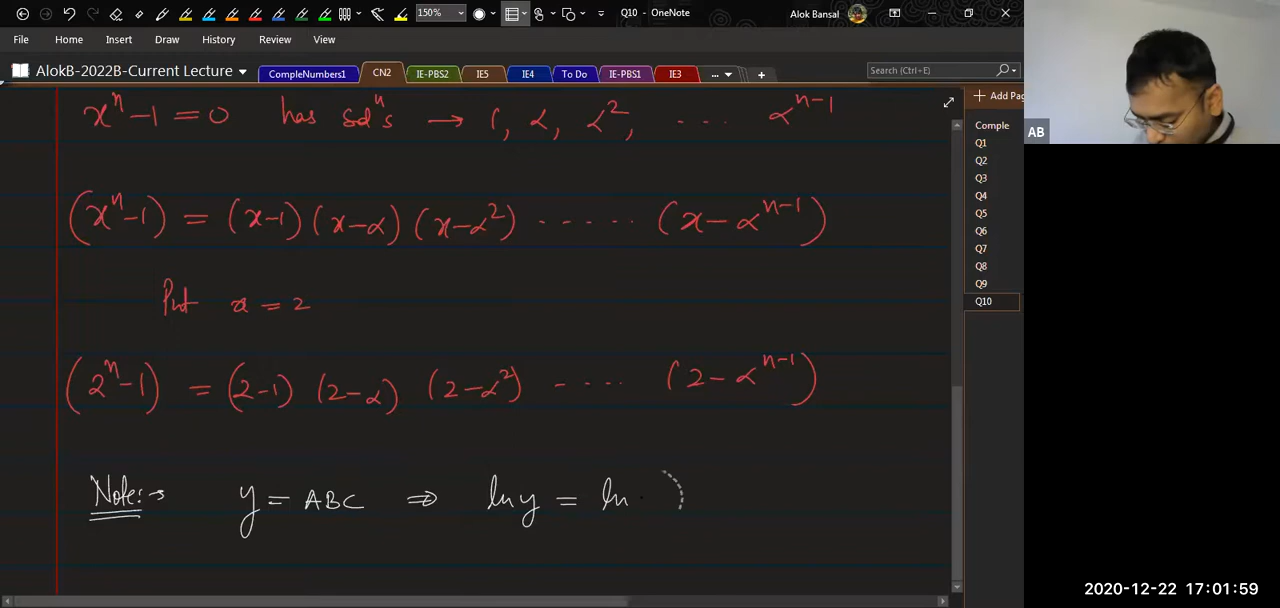 150% Q10 - OneNote Alok Bansal
File Home Insert Draw History Review View
AlokB-2022B-Current Lecture CompleNumbers1 CN2 IE-PBS2 IE5 IE4 To Do IE-PBS1 IE3 ... + Search (Ctrl+E)
+ Add Pag
xⁿ - 1 = 0 has solⁿs → 1, α, α², ..... αⁿ⁻¹
Comple
Q1
Q2
Q3
Q4
Q5
Q6
Q7
Q8
Q9
Q10
AB
(xⁿ-1) = (x-1) (x-α) (x-α²) ...... (x-αⁿ⁻¹)
Put x = 2
(2ⁿ-1) = (2-1) (2-α) (2-α²) ..... (2-αⁿ⁻¹)
Note:→ y = ABC ⇒ ln y = ln )
2020-12-22 17:01:59